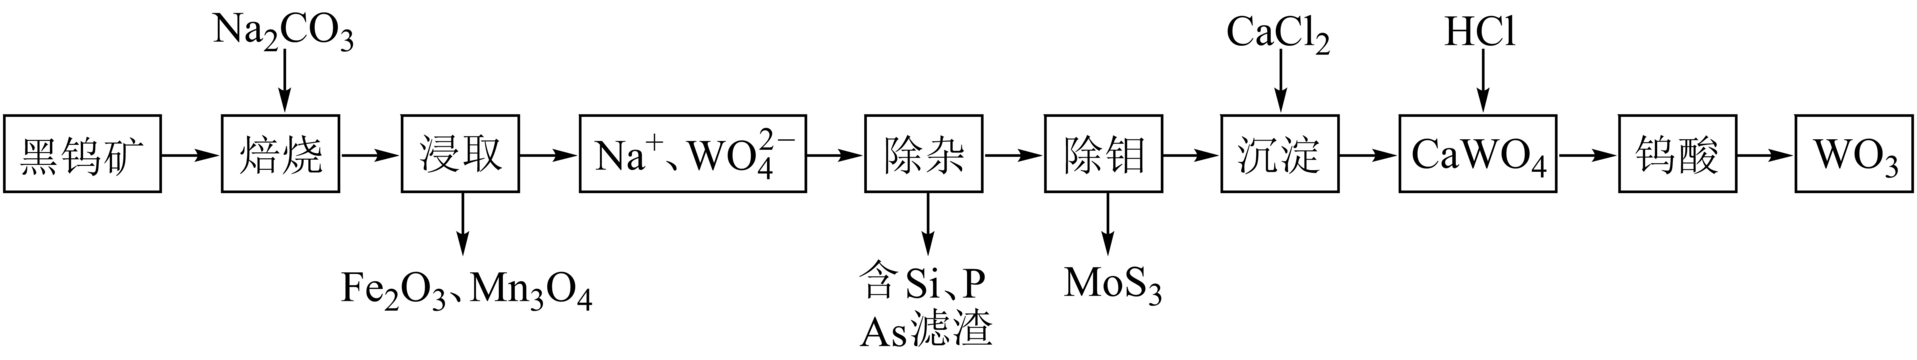 Na₂CO₃
CaCl₂
HCl
黑钨矿
焙烧
浸取
Na⁺、WO₄²⁻
除杂
除钼
沉淀
CaWO₄
钨酸
WO₃
Fe₂O₃、Mn₃O₄
含Si、P
As滤渣
MoS₃